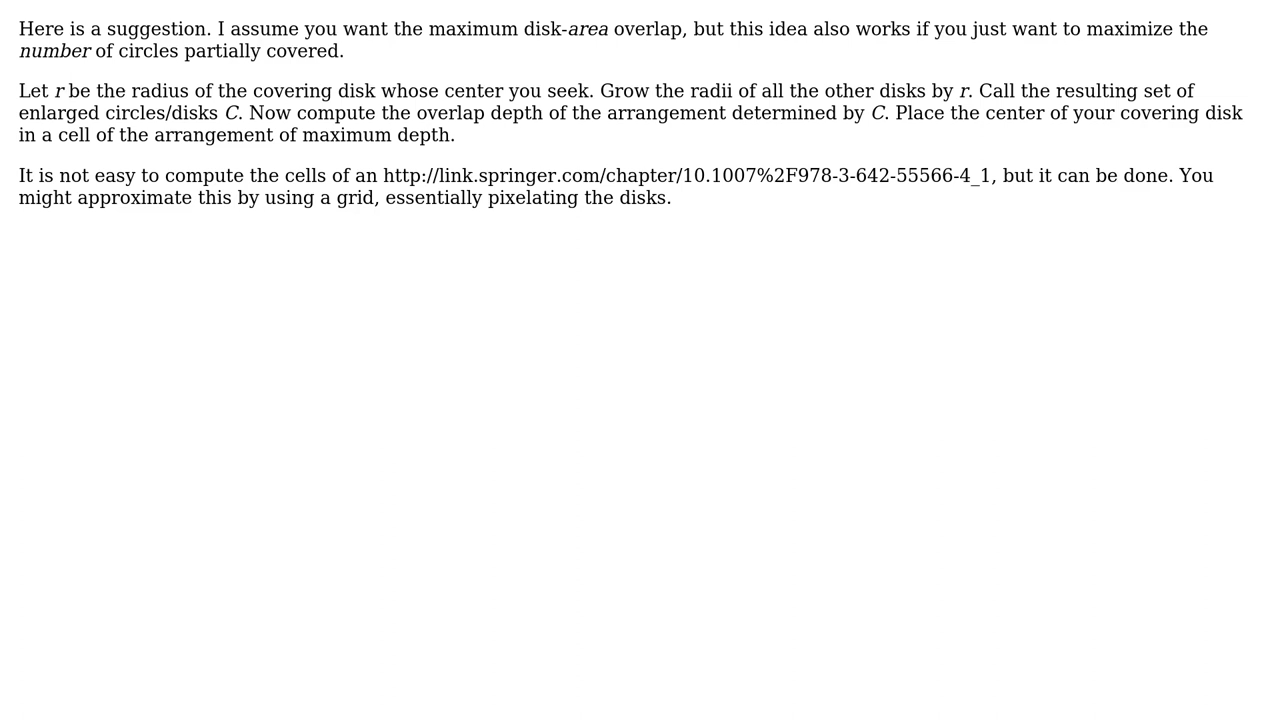 Here is a suggestion. I assume you want the maximum disk-area overlap, but this idea also works if you just want to maximize the
number of circles partially covered.
Let r be the radius of the covering disk whose center you seek. Grow the radii of all the other disks by r. Call the resulting set of
enlarged circles/disks C. Now compute the overlap depth of the arrangement determined by C. Place the center of your covering disk
in a cell of the arrangement of maximum depth.
It is not easy to compute the cells of an http://link.springer.com/chapter/10.1007%2F978-3-642-55566-4_1, but it can be done. You
might approximate this by using a grid, essentially pixelating the disks.